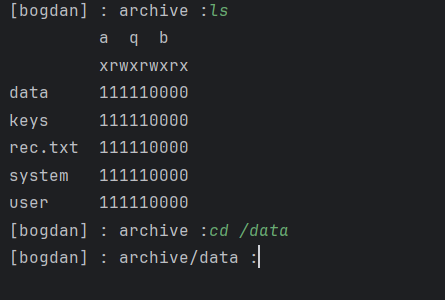 [bogdan] : archive :ls
         a  q  b
         xrwxrwxrx
data     111110000
keys     111110000
rec.txt  111110000
system   111110000
user     111110000
[bogdan] : archive :cd /data
[bogdan] : archive/data :